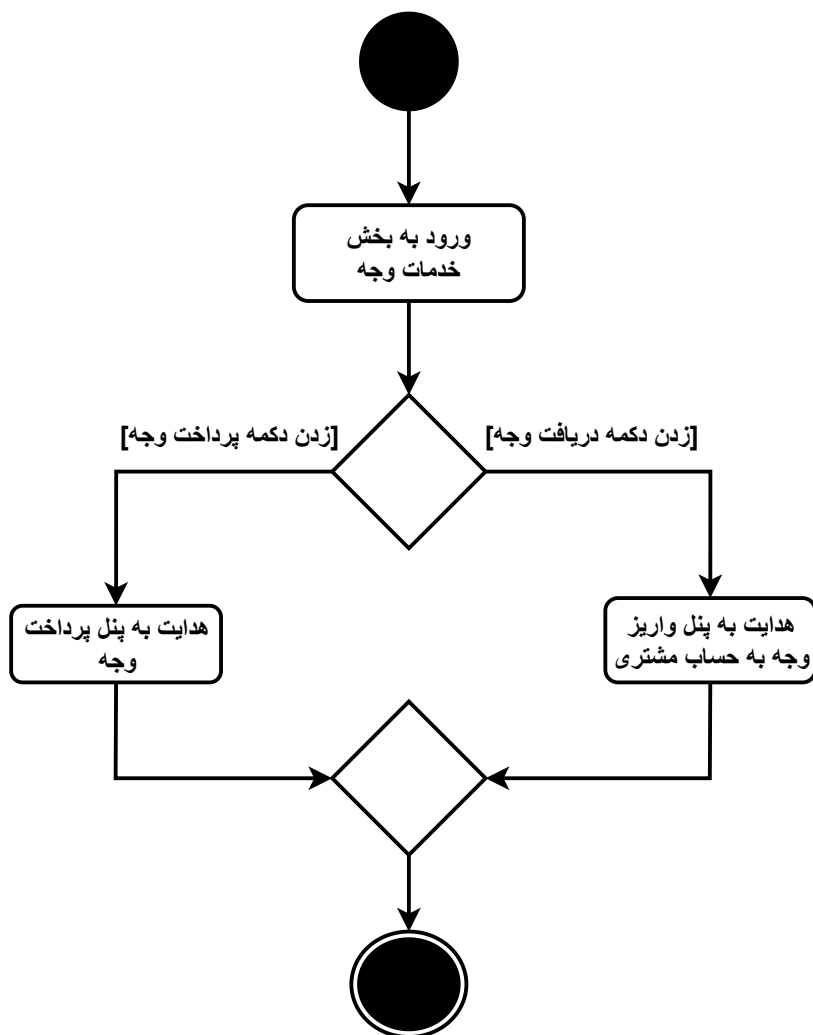 ورود به بخش
خدمات وجه
[زدن دکمه دریافت وجه]
[زدن دکمه پرداخت وجه]
هدایت به پنل واریز
وجه به حساب مشتری
هدایت به پنل پرداخت
وجه